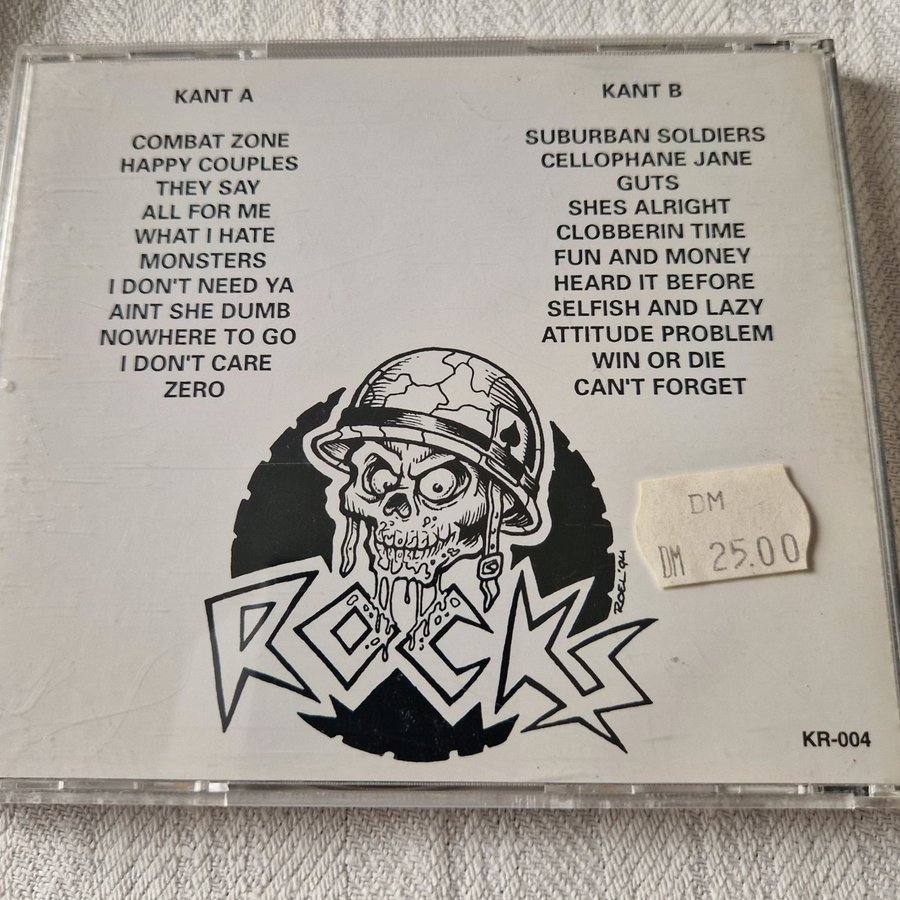 KANT A
COMBAT ZONE
HAPPY COUPLES
THEY SAY
ALL FOR ME
WHAT I HATE
MONSTERS
I DON'T NEED YA
AINT SHE DUMB
NOWHERE TO GO
I DON'T CARE
ZERO
KANT B
SUBURBAN SOLDIERS
CELLOPHANE JANE
GUTS
SHES ALRIGHT
CLOBBERIN TIME
FUN AND MONEY
HEARD IT BEFORE
SELFISH AND LAZY
ATTITUDE PROBLEM
WIN OR DIE
CAN'T FORGET
DM
DM 25.00
ROEL '94
ROCKS
KR-004